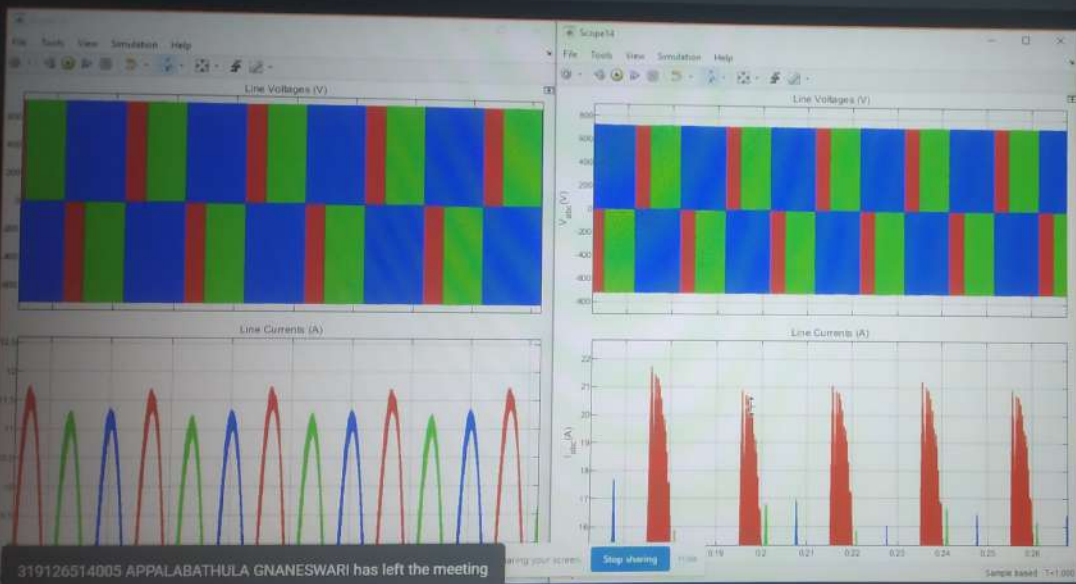 File Tools View Simulation Help
Line Voltages (V)
Line Currents (A)
Scope14
File Tools View Simulation Help
Line Voltages (V)
800
600
400
200
0
-200
-400
-600
Line Currents (A)
22
21
20
19
18
17
16
0.19 0.2 0.21 0.22 0.23 0.24 0.25 0.26
Sample based T=1.000
Stop sharing
319126514005 APPALABATHULA GNANESWARI has left the meeting